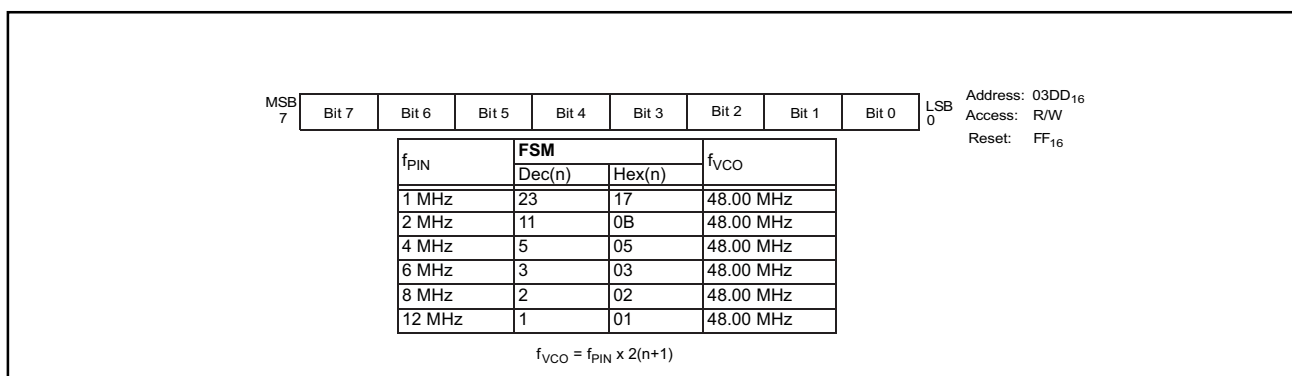 MSB
7
Bit 7 Bit 6 Bit 5 Bit 4 Bit 3 Bit 2 Bit 1 Bit 0
LSB
0
Address: 03DD16
Access: R/W
Reset: FF16
fPIN FSM fVCO
Dec(n) Hex(n)
1 MHz 23 17 48.00 MHz
2 MHz 11 0B 48.00 MHz
4 MHz 5 05 48.00 MHz
6 MHz 3 03 48.00 MHz
8 MHz 2 02 48.00 MHz
12 MHz 1 01 48.00 MHz
fVCO = fPIN x 2(n+1)